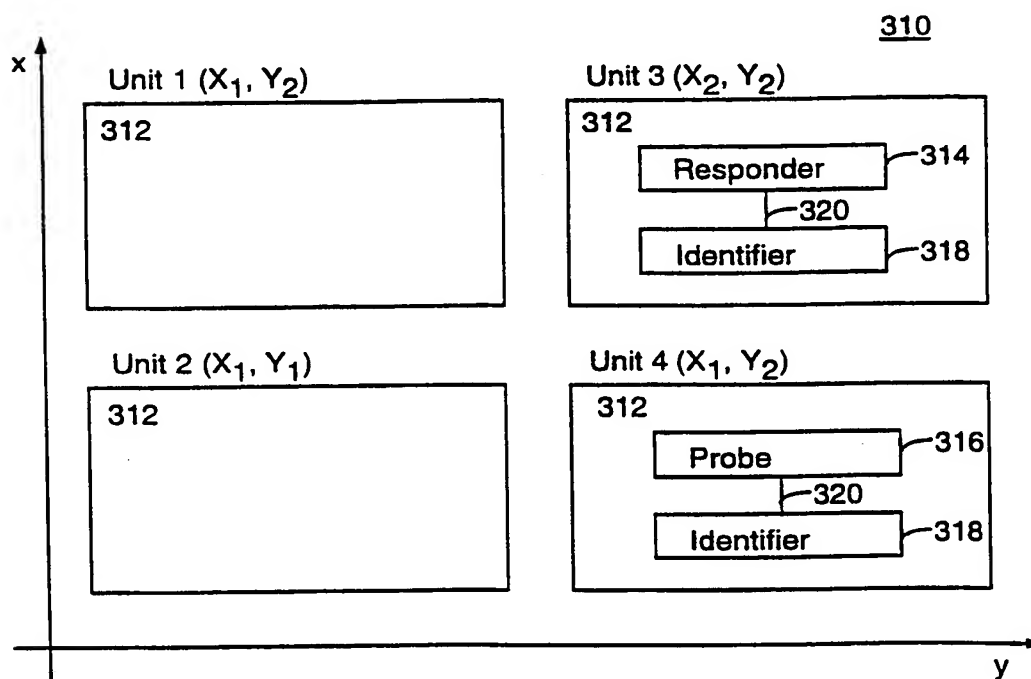 310
x
Unit 1 (X1, Y2)
312
Unit 3 (X2, Y2)
312
Responder
314
320
Identifier
318
Unit 2 (X1, Y1)
312
Unit 4 (X1, Y2)
312
Probe
316
320
Identifier
318
y